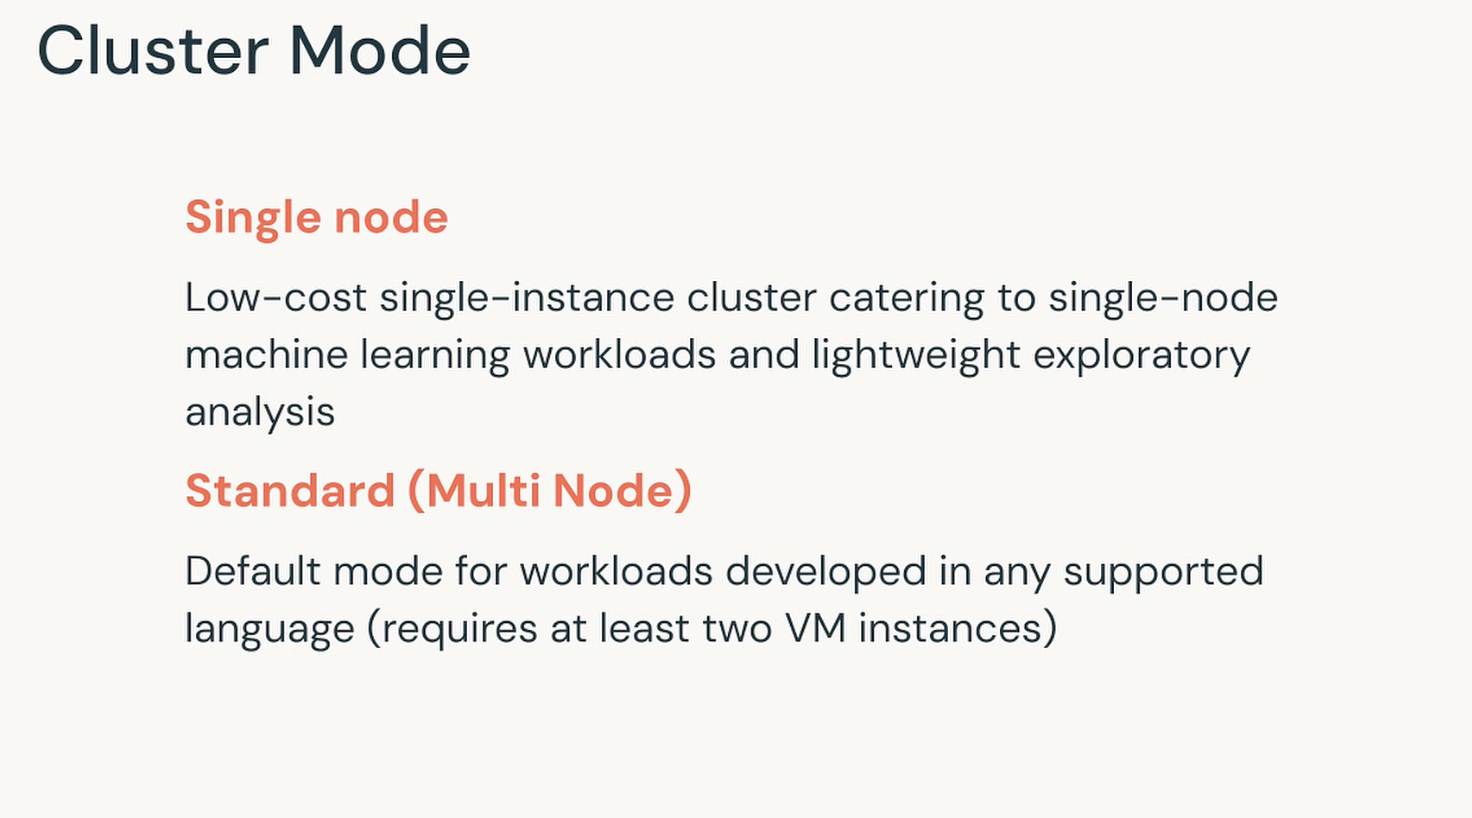 Cluster Mode
Single node
Low-cost single-instance cluster catering to single-node
machine learning workloads and lightweight exploratory
analysis
Standard (Multi Node)
Default mode for workloads developed in any supported
language (requires at least two VM instances)